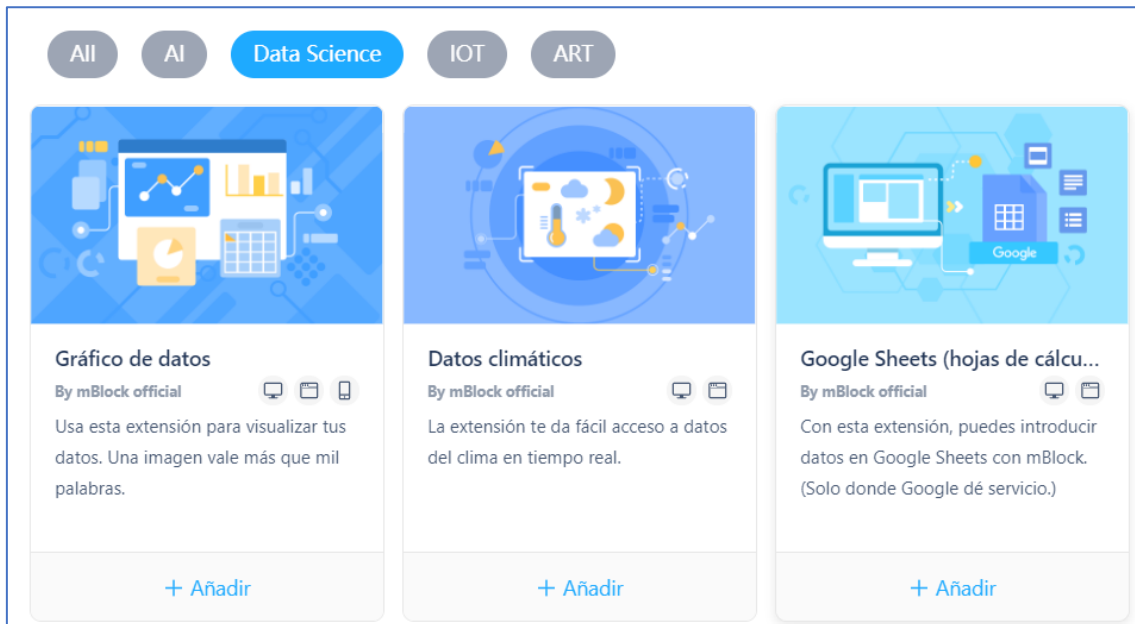 All
AI
Data Science
IOT
ART
Google
Gráfico de datos
By mBlock official
Usa esta extensión para visualizar tus
datos. Una imagen vale más que mil
palabras.
+ Añadir
Datos climáticos
By mBlock official
La extensión te da fácil acceso a datos
del clima en tiempo real.
+ Añadir
Google Sheets (hojas de cálcu...
By mBlock official
Con esta extensión, puedes introducir
datos en Google Sheets con mBlock.
(Solo donde Google dé servicio.)
+ Añadir